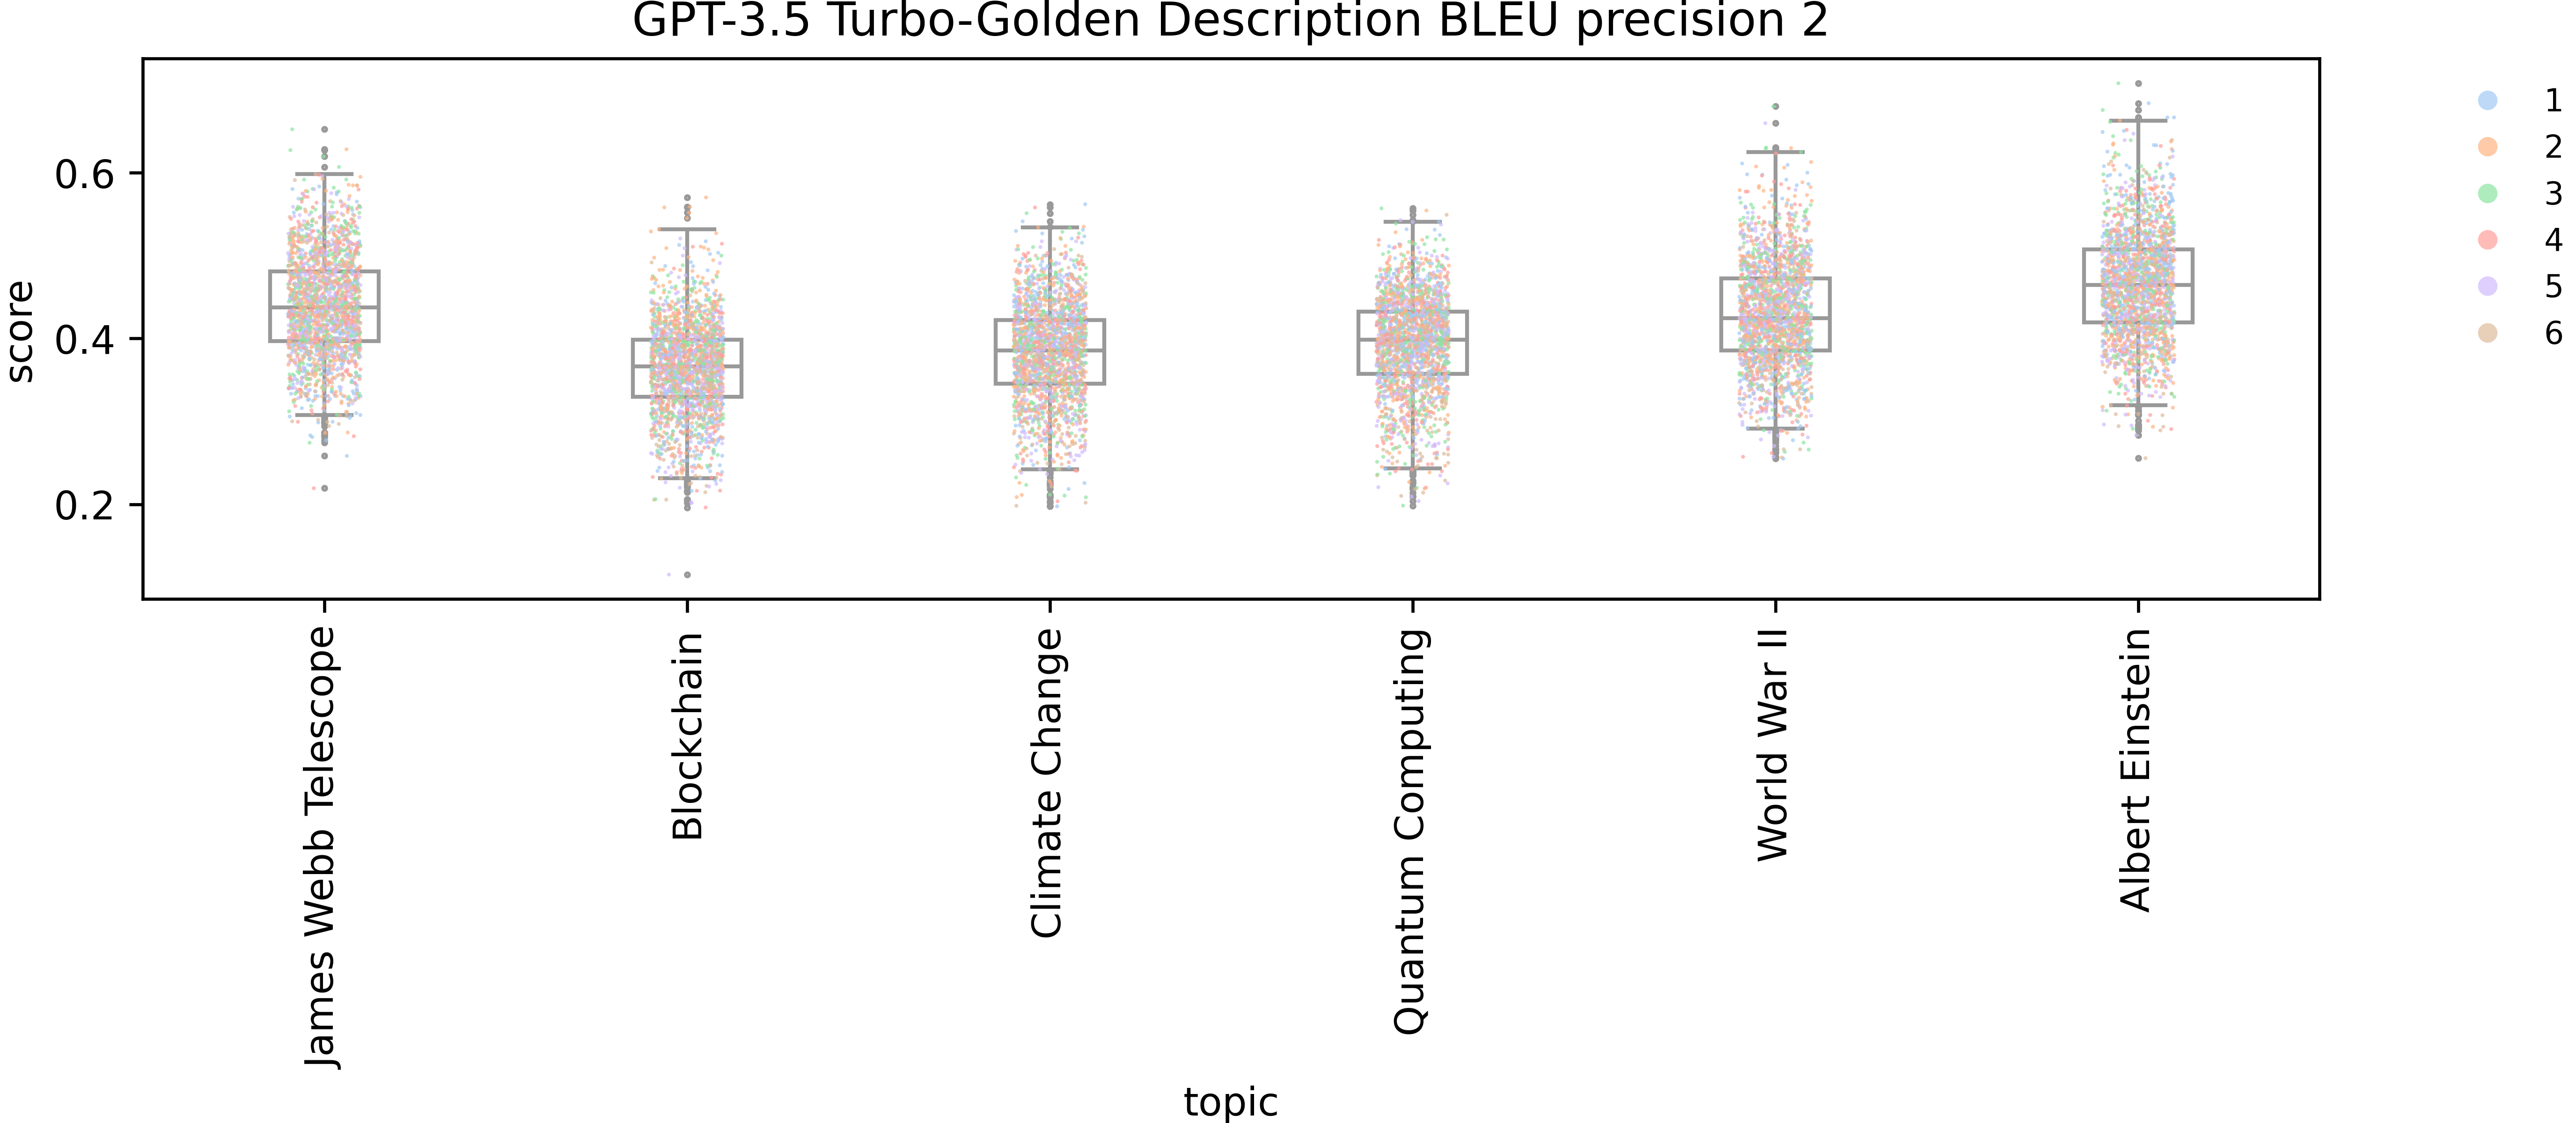 GPT-3.5 Turbo-Golden Description BLEU precision 2
score
0.6
0.4
0.2
James Webb Telescope
Blockchain
Climate Change
Quantum Computing
World War II
Albert Einstein
topic
1
2
3
4
5
6